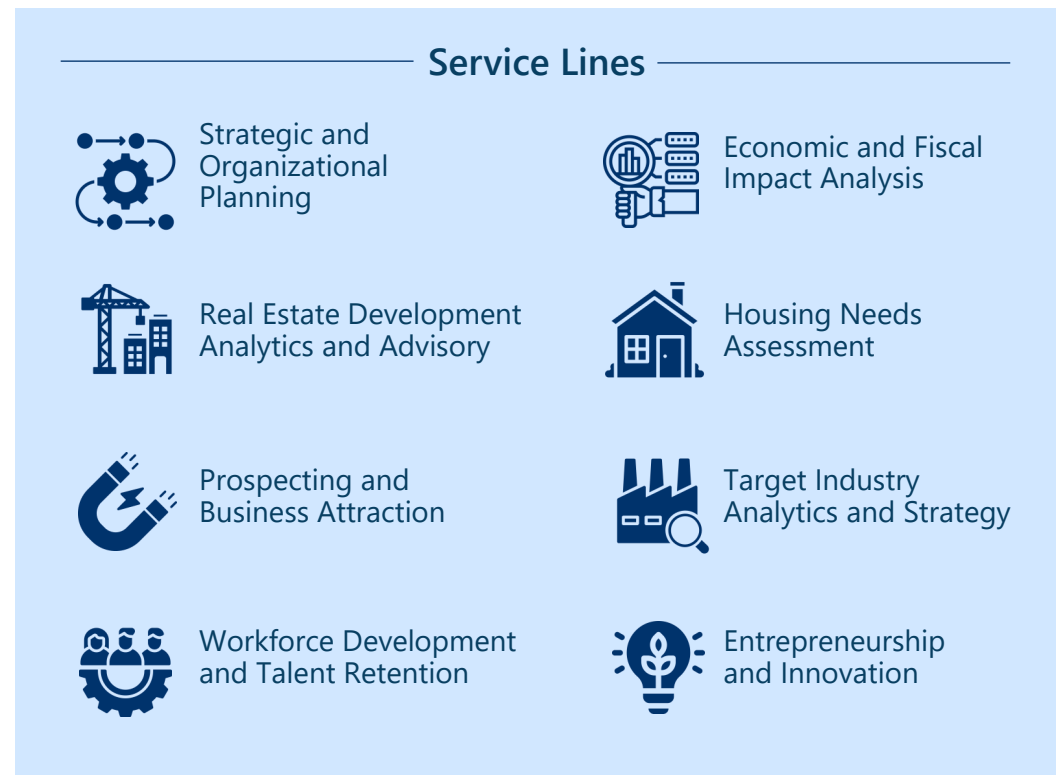 Service Lines
Strategic and
Organizational
Planning
Economic and Fiscal
Impact Analysis
Real Estate Development
Analytics and Advisory
Housing Needs
Assessment
Prospecting and
Business Attraction
Target Industry
Analytics and Strategy
Workforce Development
and Talent Retention
Entrepreneurship
and Innovation